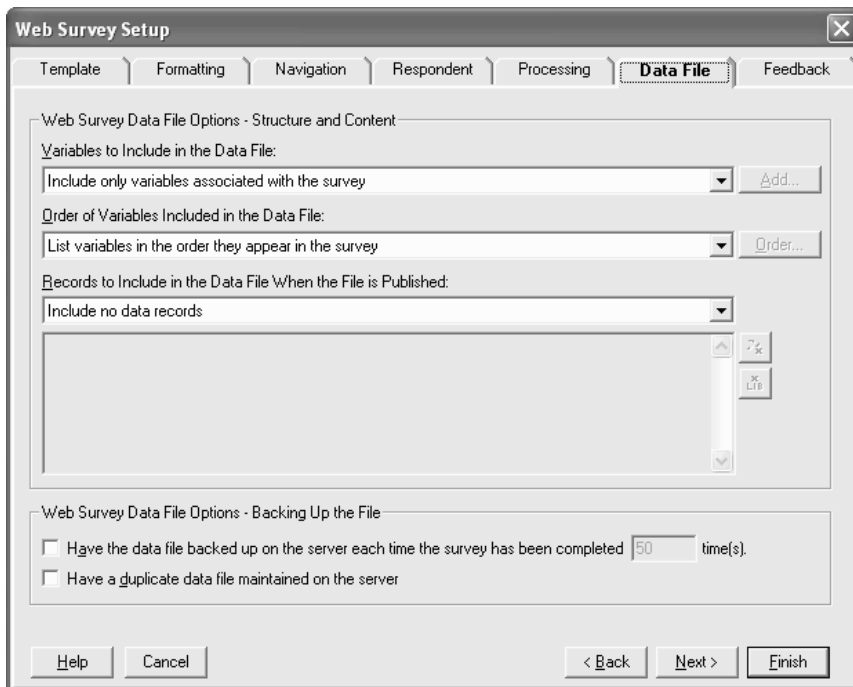 Web Survey Setup
Template Formatting Navigation Respondent Processing Data File Feedback
Web Survey Data File Options - Structure and Content
Variables to Include in the Data File:
Include only variables associated with the survey Add...
Order of Variables Included in the Data File:
List variables in the order they appear in the survey Order...
Records to Include in the Data File When the File is Published:
Include no data records
LIB
Web Survey Data File Options - Backing Up the File
Have the data file backed up on the server each time the survey has been completed 50 time(s).
Have a duplicate data file maintained on the server
Help Cancel < Back Next > Finish